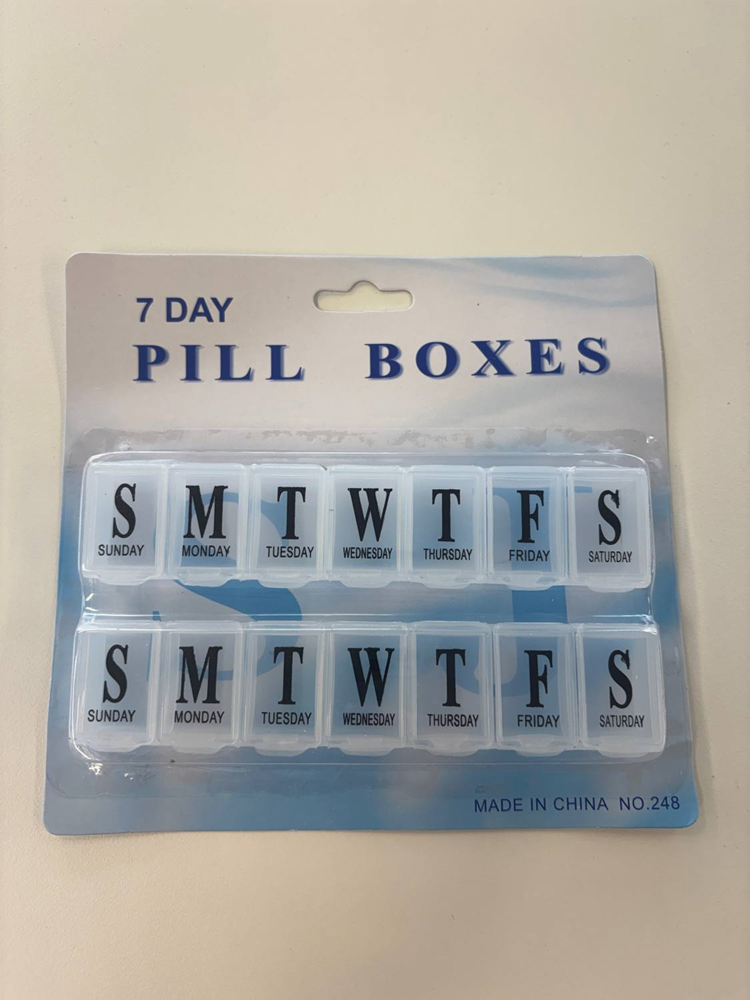 7 DAY
PILL BOXES
S M T W T F S
SUNDAY MONDAY TUESDAY WEDNESDAY THURSDAY FRIDAY SATURDAY
S M T W T F S
SUNDAY MONDAY TUESDAY WEDNESDAY THURSDAY FRIDAY SATURDAY
MADE IN CHINA NO.248